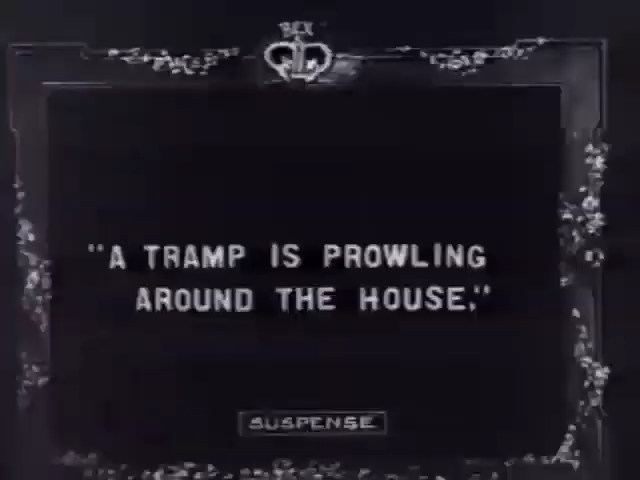 REX
"A TRAMP IS PROWLING
AROUND THE HOUSE."
SUSPENSE